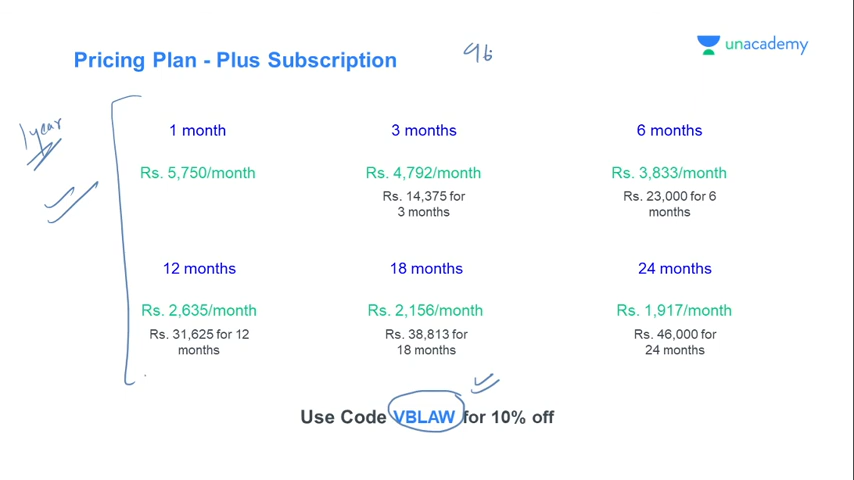 Pricing Plan - Plus Subscription
unacademy
1 year
1 month
3 months
6 months
Rs. 5,750/month
Rs. 4,792/month
Rs. 3,833/month
Rs. 14,375 for
3 months
Rs. 23,000 for 6
months
12 months
18 months
24 months
Rs. 2,635/month
Rs. 2,156/month
Rs. 1,917/month
Rs. 31,625 for 12
months
Rs. 38,813 for
18 months
Rs. 46,000 for
24 months
Use Code VBLAW for 10% off